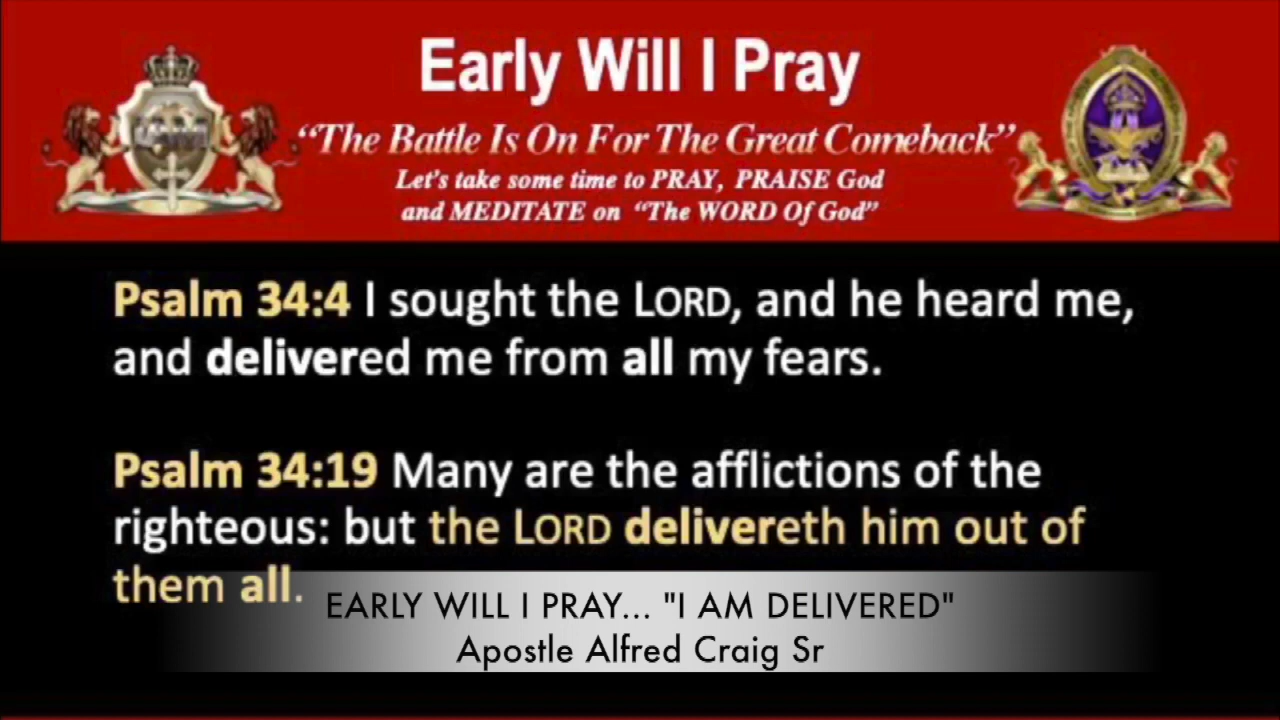 Early Will I Pray
“The Battle Is On For The Great Comeback”
Let's take some time to PRAY, PRAISE God
and MEDITATE on “The WORD Of God”
Psalm 34:4 I sought the LORD, and he heard me,
and delivered me from all my fears.
Psalm 34:19 Many are the afflictions of the
righteous: but the LORD delivereth him out of
them all.
EARLY WILL I PRAY... "I AM DELIVERED"
Apostle Alfred Craig Sr